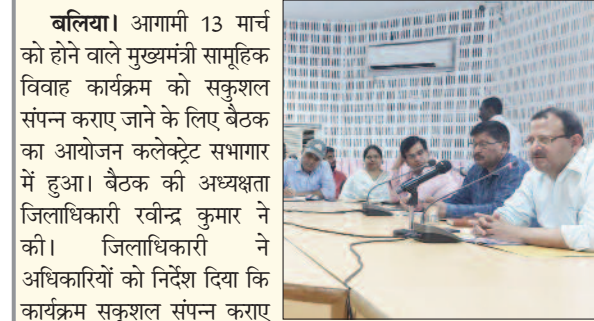 बलिया। आगामी 13 मार्च
को होने वाले मुख्यमंत्री सामूहिक
विवाह कार्यक्रम को सकुशल
संपन्न कराए जाने के लिए बैठक
का आयोजन कलेक्ट्रेट सभागार
में हुआ। बैठक की अध्यक्षता
जिलाधिकारी रवीन्द्र कुमार ने
की। जिलाधिकारी ने
अधिकारियों को निर्देश दिया कि
कार्यक्रम सकुशल संपन्न कराए